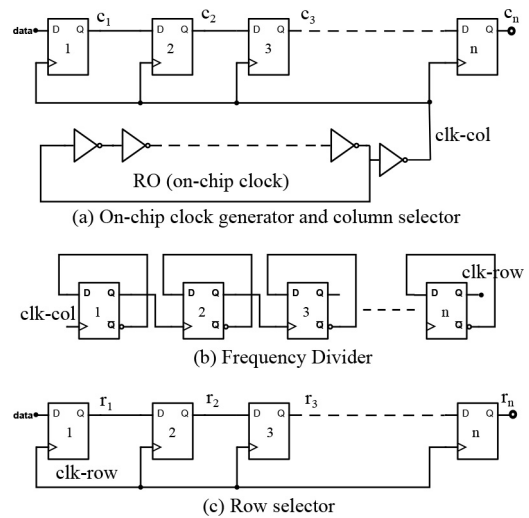 c1 c2 c3 cn
data D Q D Q D Q D Q
1 2 3 n
clk-col
RO (on-chip clock)
(a) On-chip clock generator and column selector
clk-row
D Q D Q D Q D Q
clk-col 1 Q̅ 2 Q̅ 3 Q̅ n Q̅
(b) Frequency Divider
r1 r2 r3 rn
data D Q D Q D Q D Q
1 2 3 n
clk-row
(c) Row selector